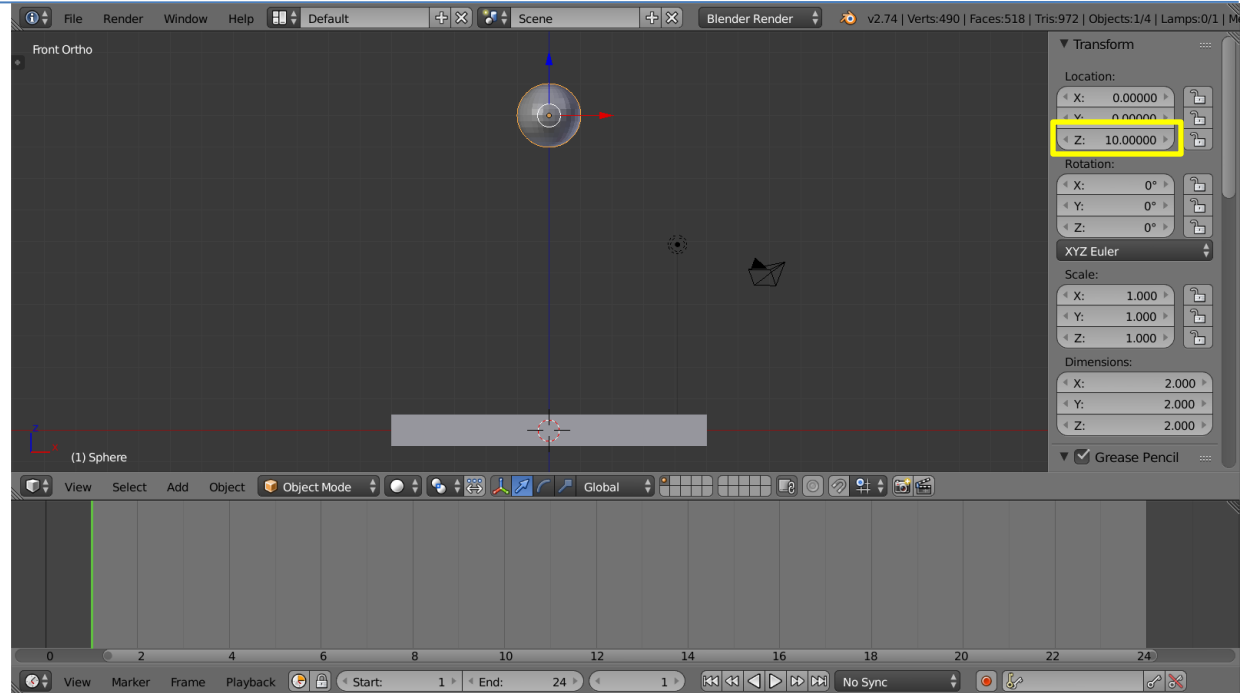 File Render Window Help Default Scene Blender Render v2.74 | Verts:490 | Faces:518 | Tris:972 | Objects:1/4 | Lamps:0/1 |
Front Ortho
Transform
Location:
X: 0.00000
Y: 0.00000
Z: 10.00000
Rotation:
X: 0°
Y: 0°
Z: 0°
XYZ Euler
Scale:
X: 1.000
Y: 1.000
Z: 1.000
Dimensions:
X: 2.000
Y: 2.000
Z: 2.000
Grease Pencil
z
x
(1) Sphere
View Select Add Object Object Mode Global
0 2 4 6 8 10 12 14 16 18 20 22 24
View Marker Frame Playback Start: 1 End: 24 1 No Sync